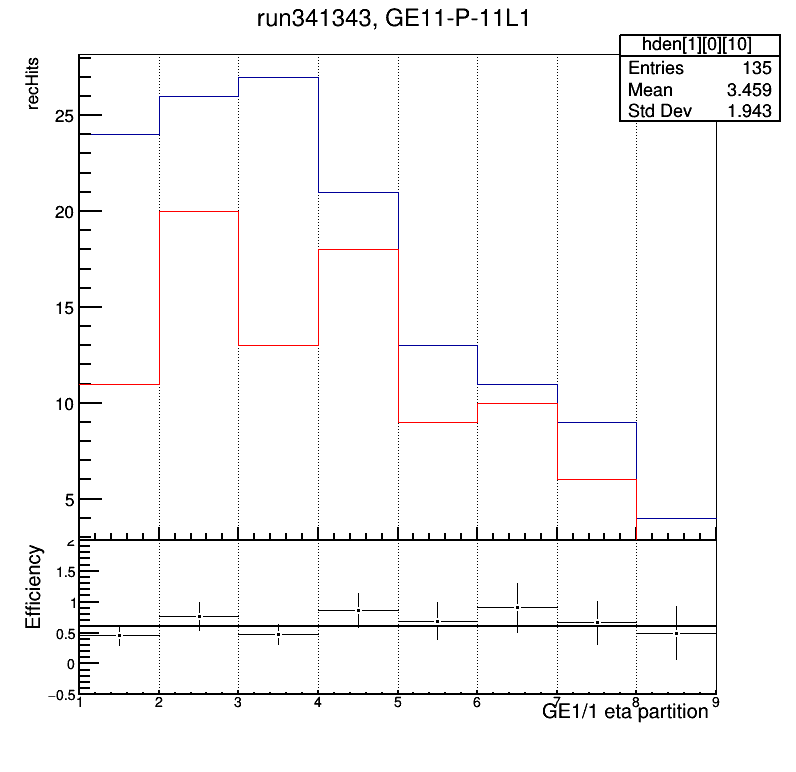 run341343, GE11-P-11L1
hden[1][0][10]
Entries 135
Mean 3.459
Std Dev 1.943
recHits
25
20
15
10
5
Efficiency
2
1.5
1
0.5
0
−0.5
1 2 3 4 5 6 7 8 9
GE1/1 eta partition